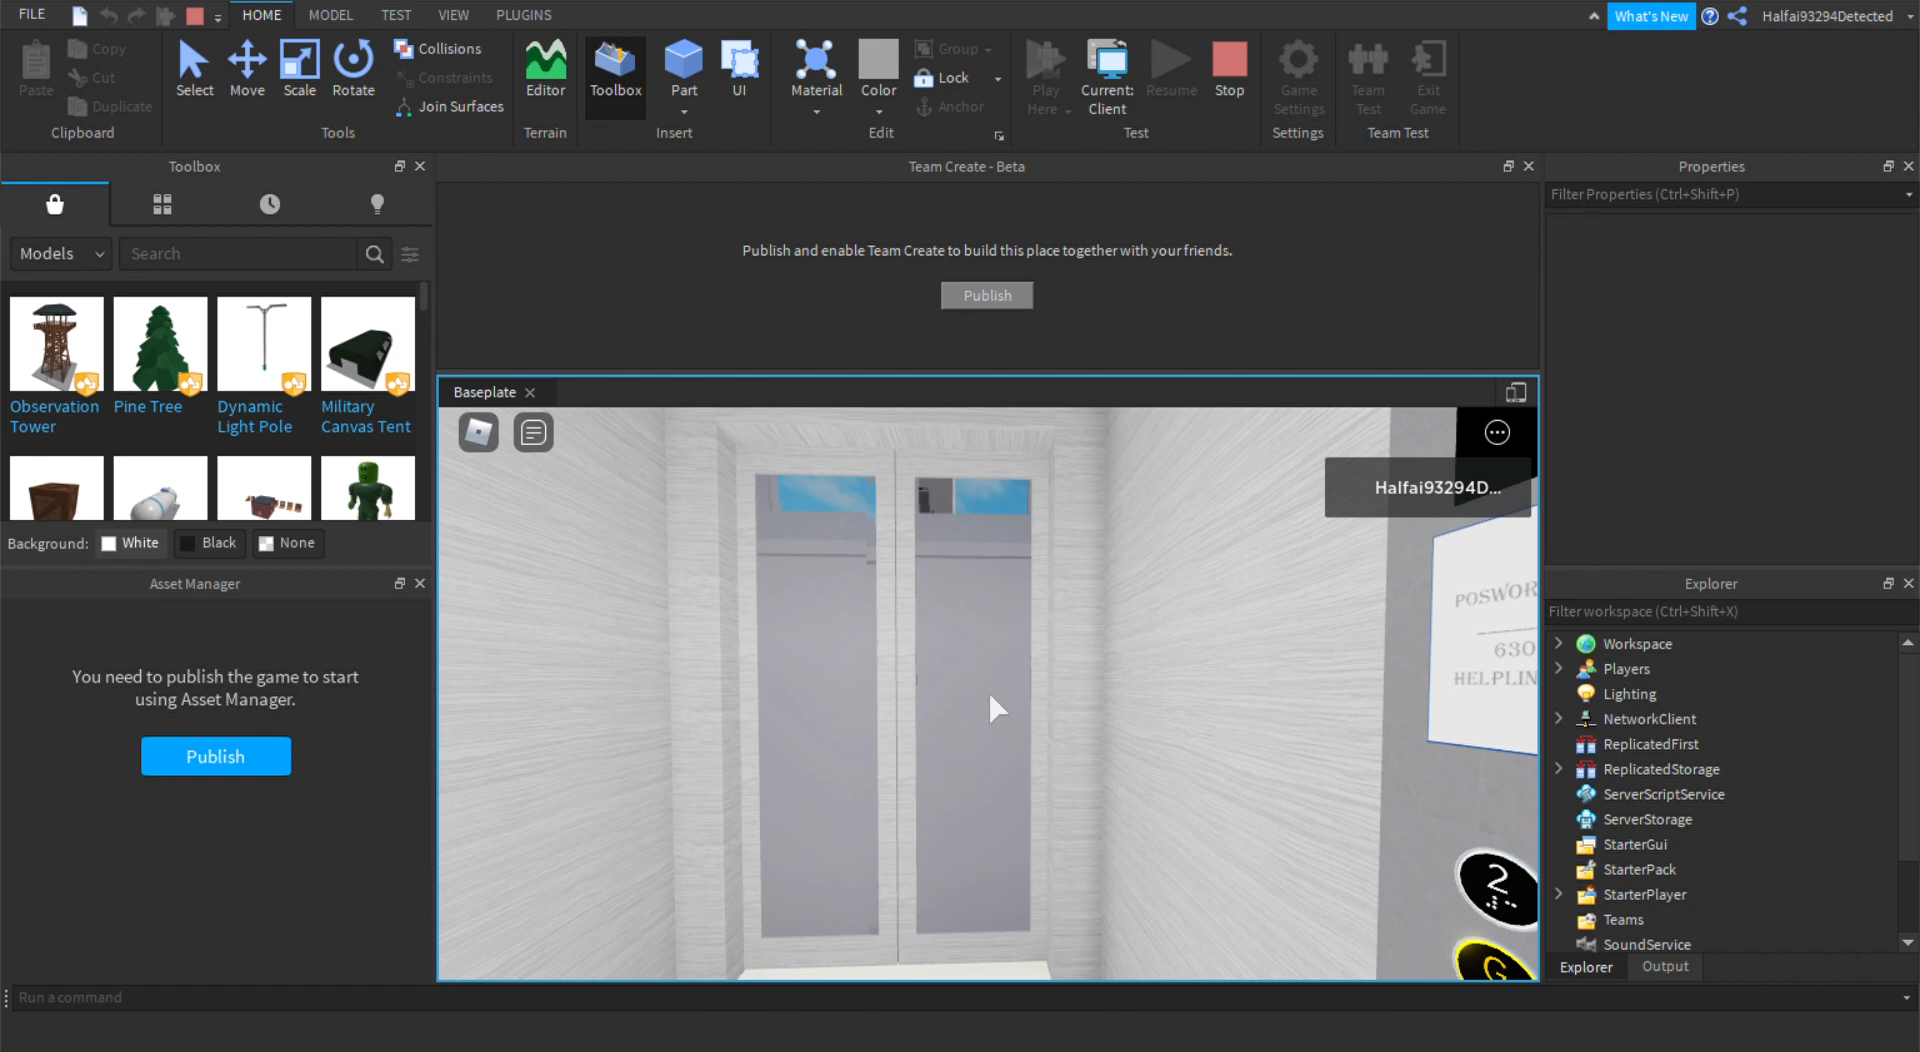 FILE
HOME
MODEL
TEST
VIEW
PLUGINS
What's New
Halfai93294Detected
Paste
Copy
Cut
Duplicate
Clipboard
Select
Move
Scale
Rotate
Collisions
Constraints
Join Surfaces
Tools
Editor
Terrain
Toolbox
Part
UI
Insert
Material
Color
Group
Lock
Anchor
Edit
Play
Here
Current:
Client
Resume
Stop
Test
Game
Settings
Settings
Team
Test
Exit
Game
Team Test
Toolbox
Models
Search
Observation
Tower
Pine Tree
Dynamic
Light Pole
Military
Canvas Tent
Background:
White
Black
None
Asset Manager
You need to publish the game to start
using Asset Manager.
Publish
Team Create - Beta
Publish and enable Team Create to build this place together with your friends.
Publish
Baseplate
Halfai93294D...
POSWOR
630
HELPLIN
2
G
Properties
Filter Properties (Ctrl+Shift+P)
Explorer
Filter workspace (Ctrl+Shift+X)
Workspace
Players
Lighting
NetworkClient
ReplicatedFirst
ReplicatedStorage
ServerScriptService
ServerStorage
StarterGui
StarterPack
StarterPlayer
Teams
SoundService
Explorer
Output
Run a command